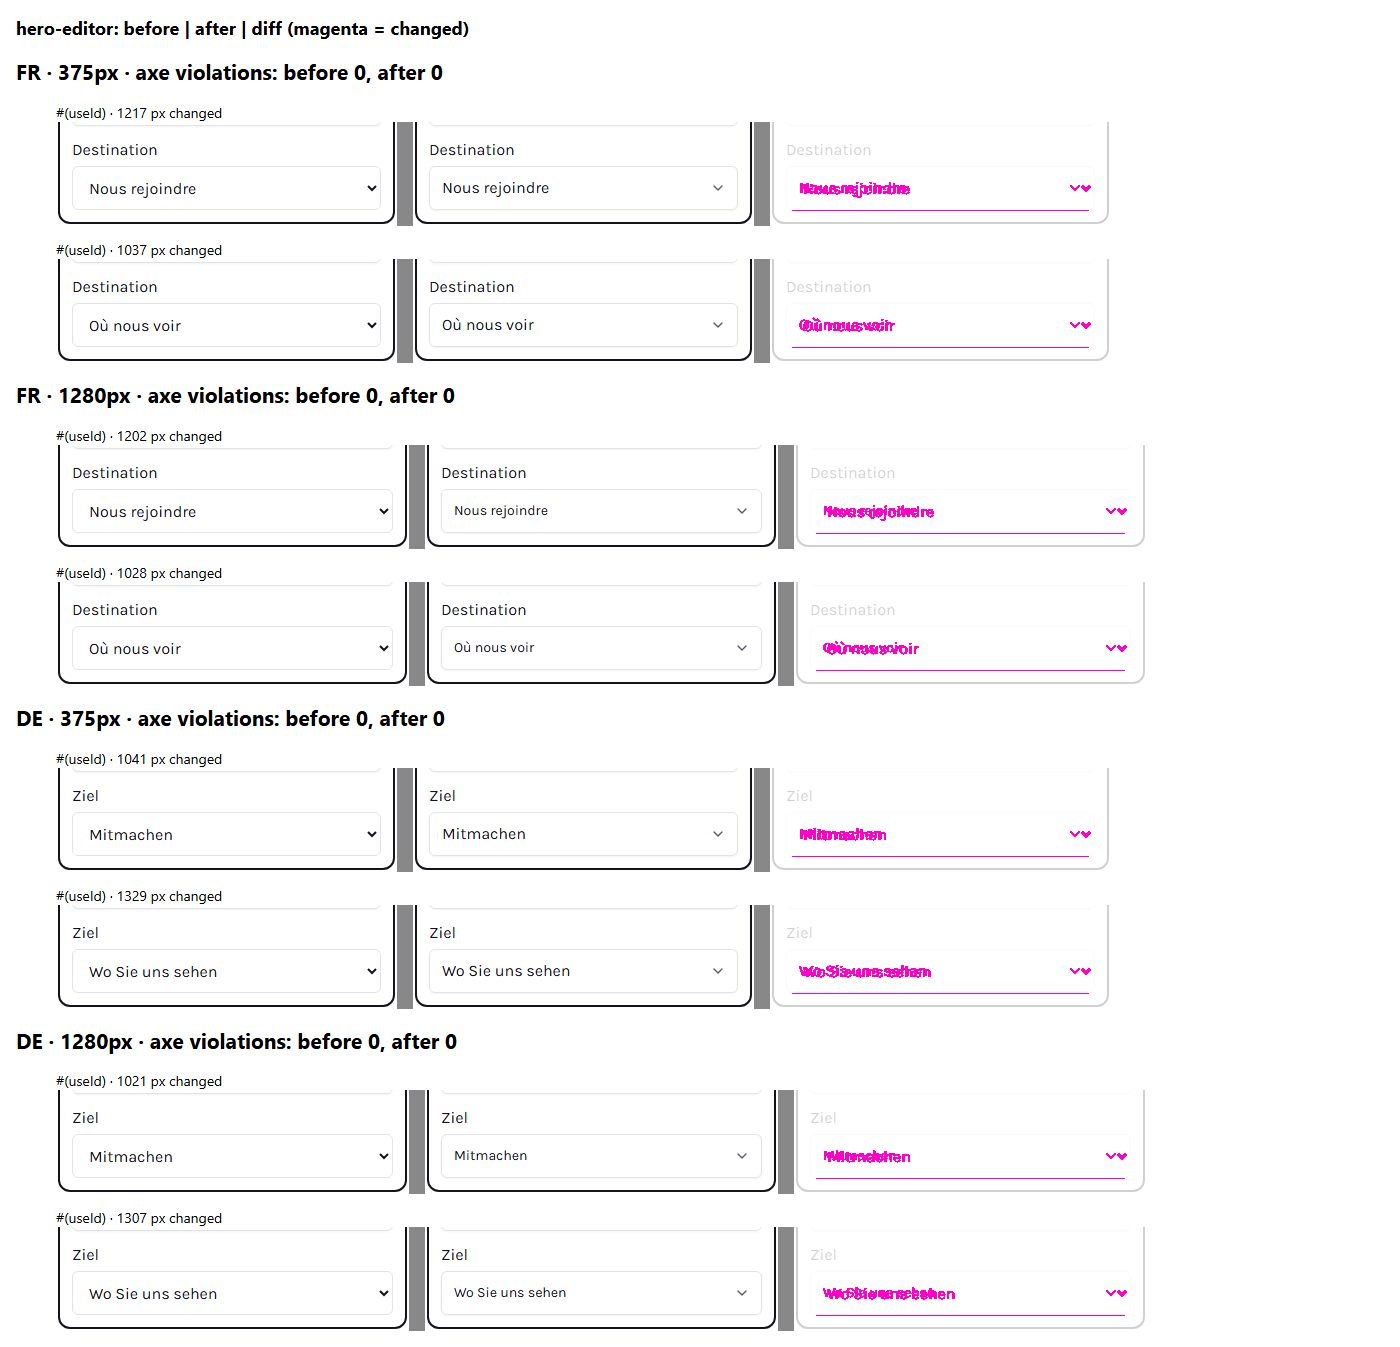 hero-editor: before | after | diff (magenta = changed)
FR · 375px · axe violations: before 0, after 0
#(useId) · 1217 px changed
Destination Destination Destination
Nous rejoindre Nous rejoindre
#(useId) · 1037 px changed
Destination Destination Destination
Où nous voir Où nous voir
FR · 1280px · axe violations: before 0, after 0
#(useId) · 1202 px changed
Destination Destination Destination
Nous rejoindre Nous rejoindre
#(useId) · 1028 px changed
Destination Destination Destination
Où nous voir Où nous voir
DE · 375px · axe violations: before 0, after 0
#(useId) · 1041 px changed
Ziel Ziel Ziel
Mitmachen Mitmachen
#(useId) · 1329 px changed
Ziel Ziel Ziel
Wo Sie uns sehen Wo Sie uns sehen
DE · 1280px · axe violations: before 0, after 0
#(useId) · 1021 px changed
Ziel Ziel Ziel
Mitmachen Mitmachen
#(useId) · 1307 px changed
Ziel Ziel Ziel
Wo Sie uns sehen Wo Sie uns sehen